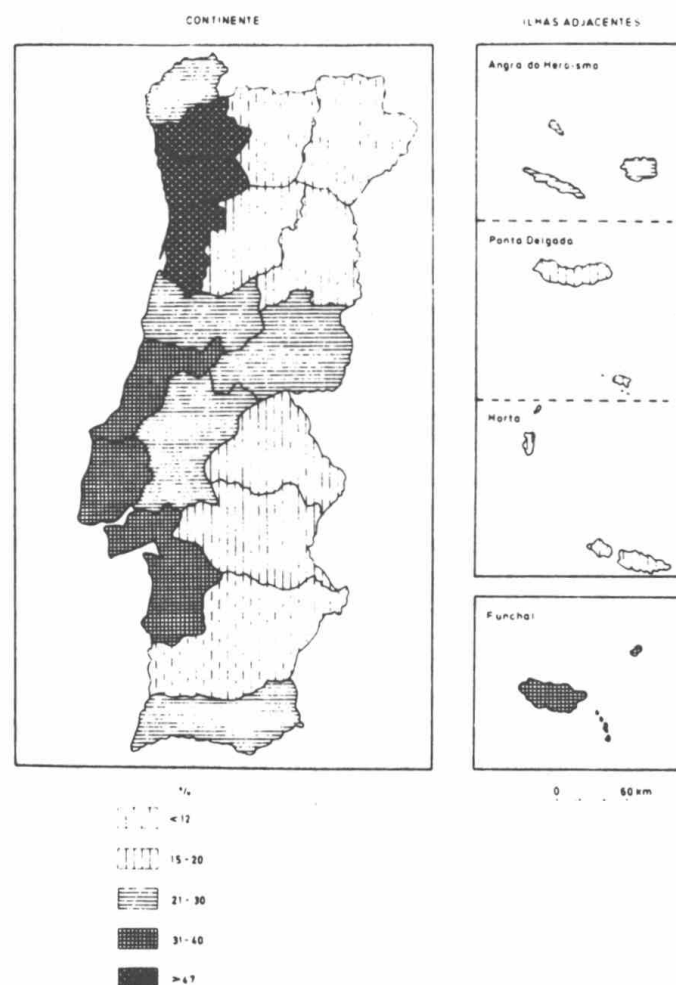 CONTINENTE
ILHAS ADJACENTES
Angra do Heroísmo
Ponta Delgada
Horta
Funchal
0 60 km
%
<12
15-20
21-30
31-40
>47